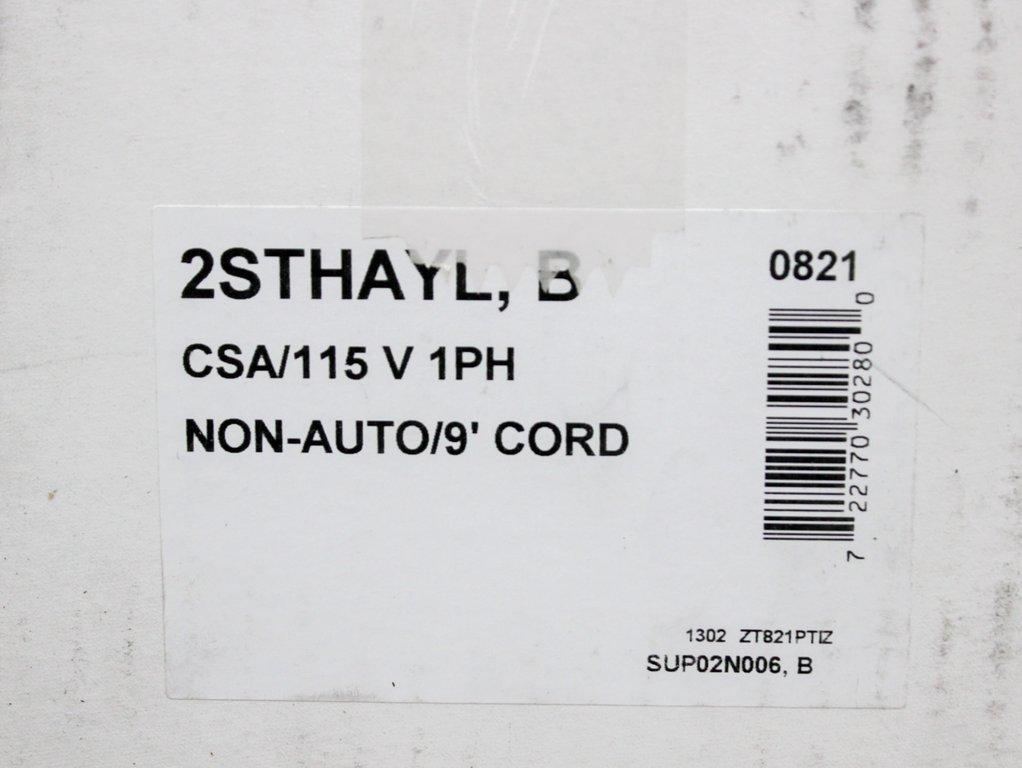 2STHAYL, B
0821
CSA/115 V 1PH
NON-AUTO/9' CORD
7 22770 30280 0
1302 ZT821PTIZ
SUP02N006, B